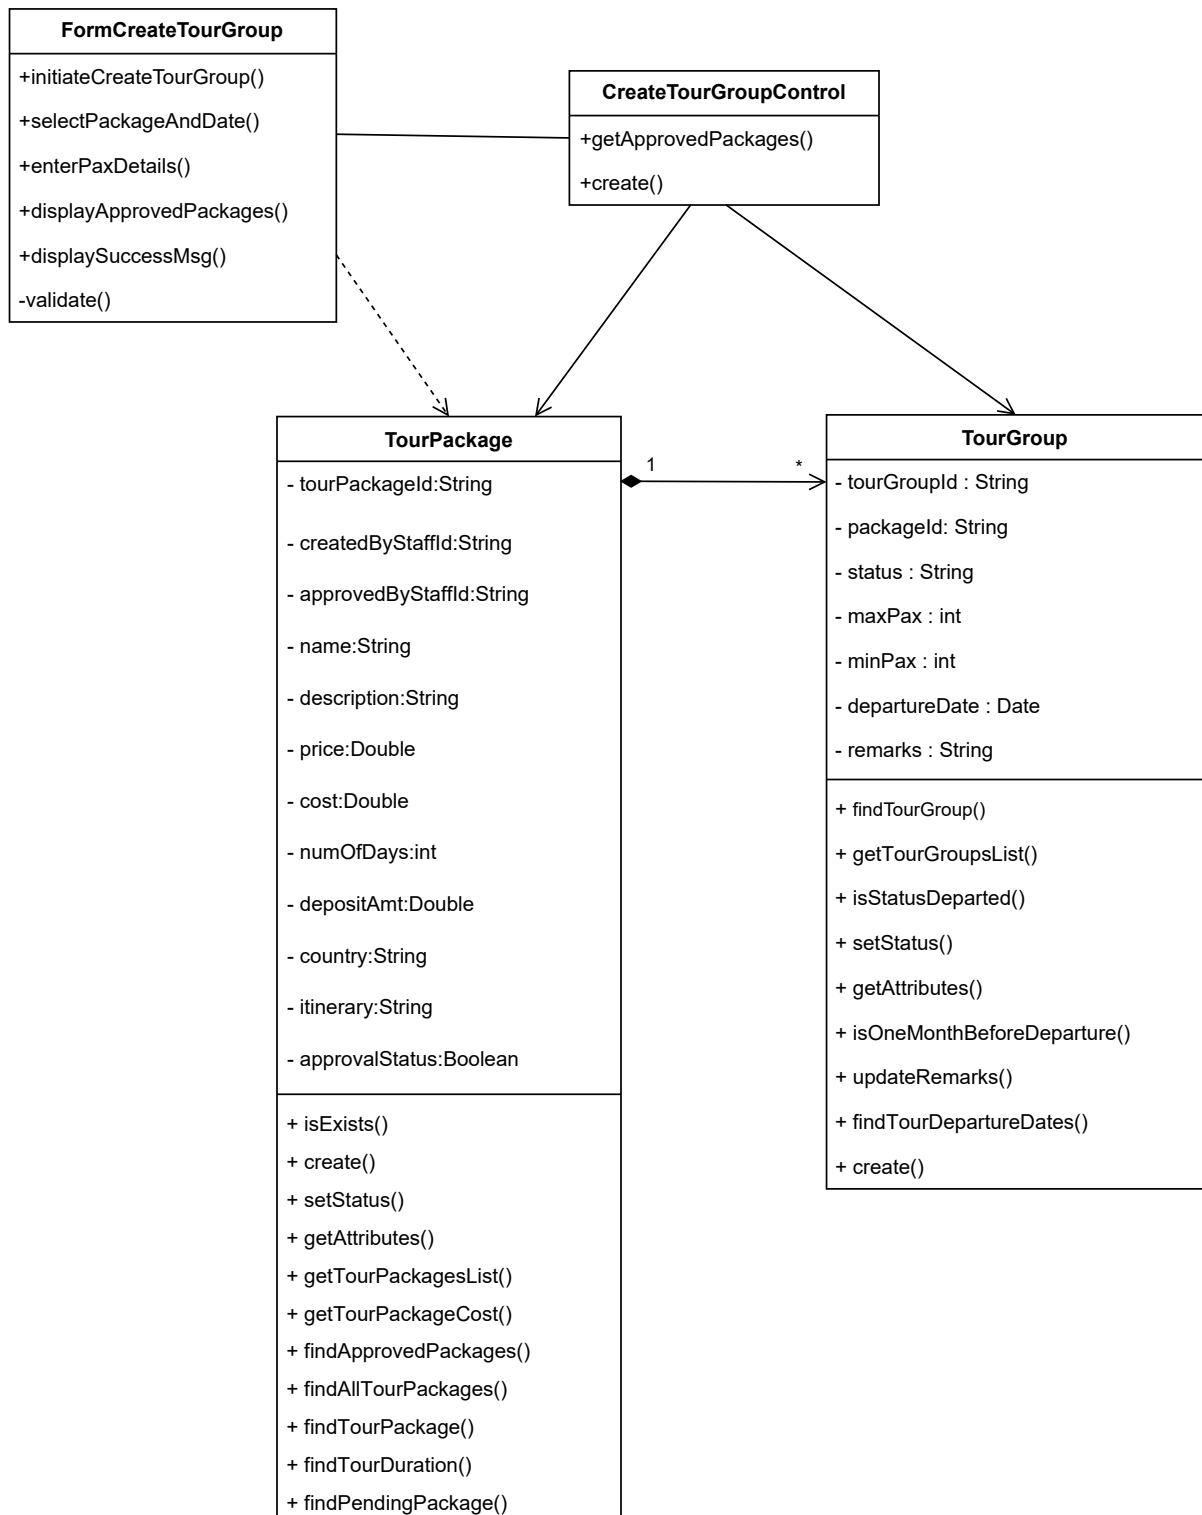 FormCreateTourGroup
+initiateCreateTourGroup()
+selectPackageAndDate()
+enterPaxDetails()
+displayApprovedPackages()
+displaySuccessMsg()
-validate()
CreateTourGroupControl
+getApprovedPackages()
+create()
TourPackage
- tourPackageId:String
- createdByStaffId:String
- approvedByStaffId:String
- name:String
- description:String
- price:Double
- cost:Double
- numOfDays:int
- depositAmt:Double
- country:String
- itinerary:String
- approvalStatus:Boolean
+ isExists()
+ create()
+ setStatus()
+ getAttributes()
+ getTourPackagesList()
+ getTourPackageCost()
+ findApprovedPackages()
+ findAllTourPackages()
+ findTourPackage()
+ findTourDuration()
+ findPendingPackage()
1
*
TourGroup
- tourGroupId : String
- packageId: String
- status : String
- maxPax : int
- minPax : int
- departureDate : Date
- remarks : String
+ findTourGroup()
+ getTourGroupsList()
+ isStatusDeparted()
+ setStatus()
+ getAttributes()
+ isOneMonthBeforeDeparture()
+ updateRemarks()
+ findTourDepartureDates()
+ create()